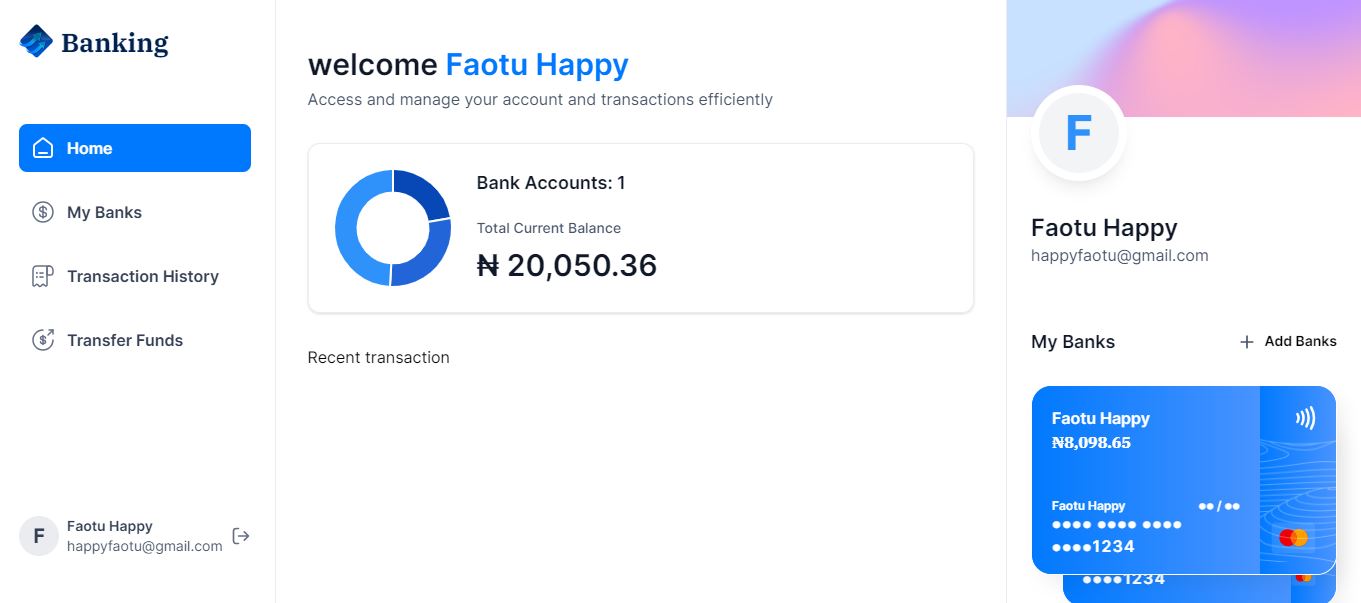 Banking
Home
My Banks
Transaction History
Transfer Funds
F
Faotu Happy
happyfaotu@gmail.com
welcome Faotu Happy
Access and manage your account and transactions efficiently
Bank Accounts: 1
Total Current Balance
₦ 20,050.36
Recent transaction
F
Faotu Happy
happyfaotu@gmail.com
My Banks
Add Banks
Faotu Happy
₦8,098.65
Faotu Happy ●● / ●●
●●●● ●●●● ●●●●
●●●●1234
●●●●1234